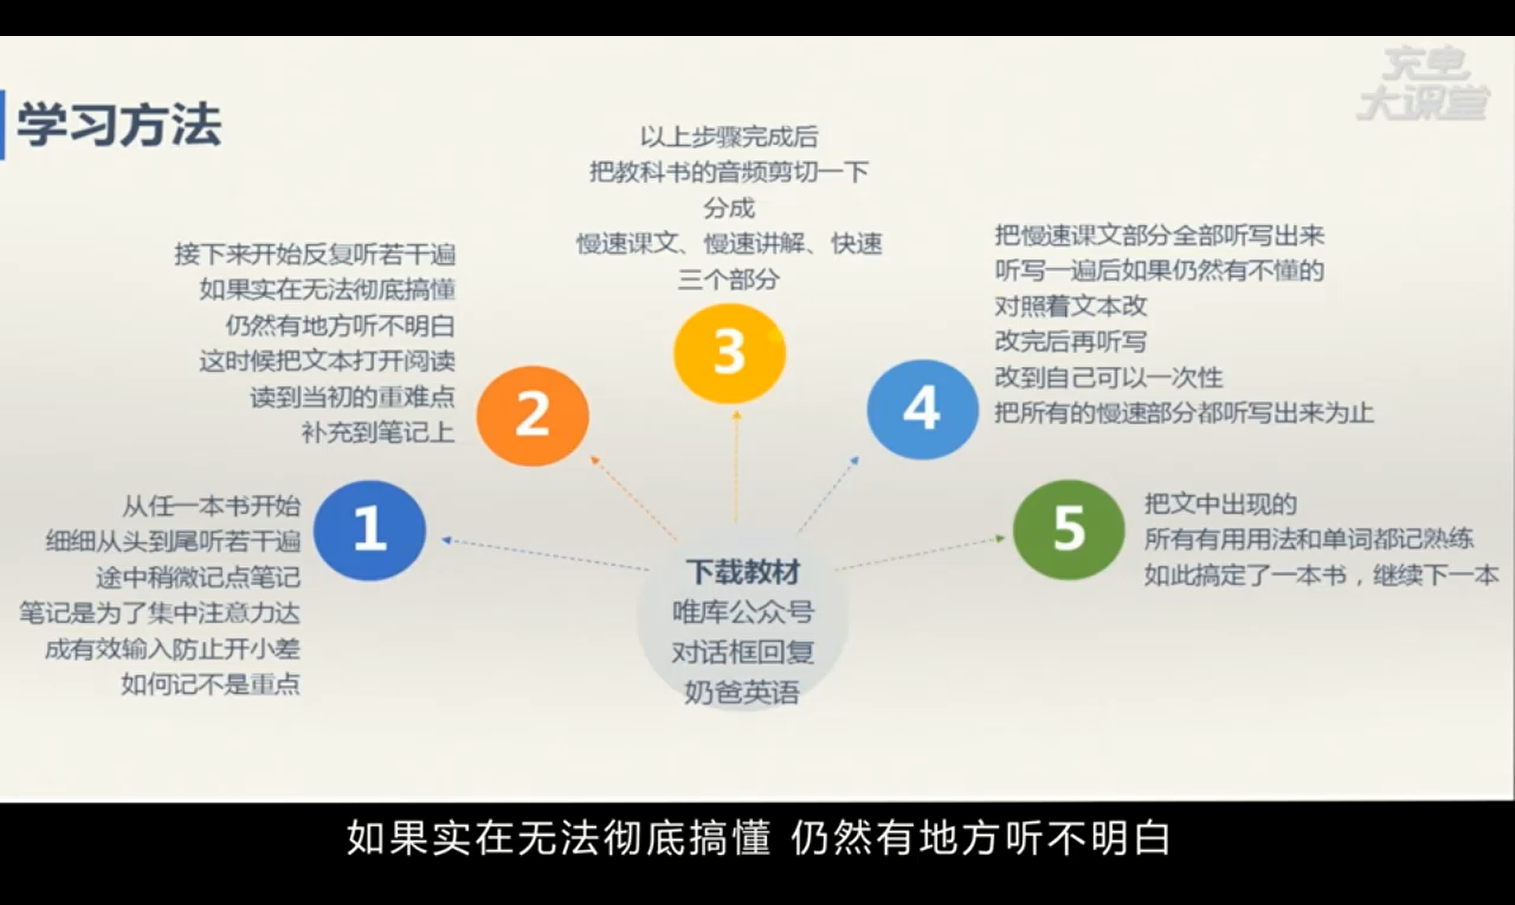 充电
大课堂
学习方法
从任一本书开始
细细从头到尾听若干遍
途中稍微记点笔记
笔记是为了集中注意力达
成有效输入防止开小差
如何记不是重点
1
接下来开始反复听若干遍
如果实在无法彻底搞懂
仍然有地方听不明白
这时候把文本打开阅读
读到当初的重难点
补充到笔记上
2
以上步骤完成后
把教科书的音频剪切一下
分成
慢速课文、慢速讲解、快速
三个部分
3
把慢速课文部分全部听写出来
听写一遍后如果仍然有不懂的
对照着文本改
改完后再听写
改到自己可以一次性
把所有的慢速部分都听写出来为止
4
把文中出现的
所有有用用法和单词都记熟练
如此搞定了一本书，继续下一本
5
下载教材
唯库公众号
对话框回复
奶爸英语
如果实在无法彻底搞懂 仍然有地方听不明白